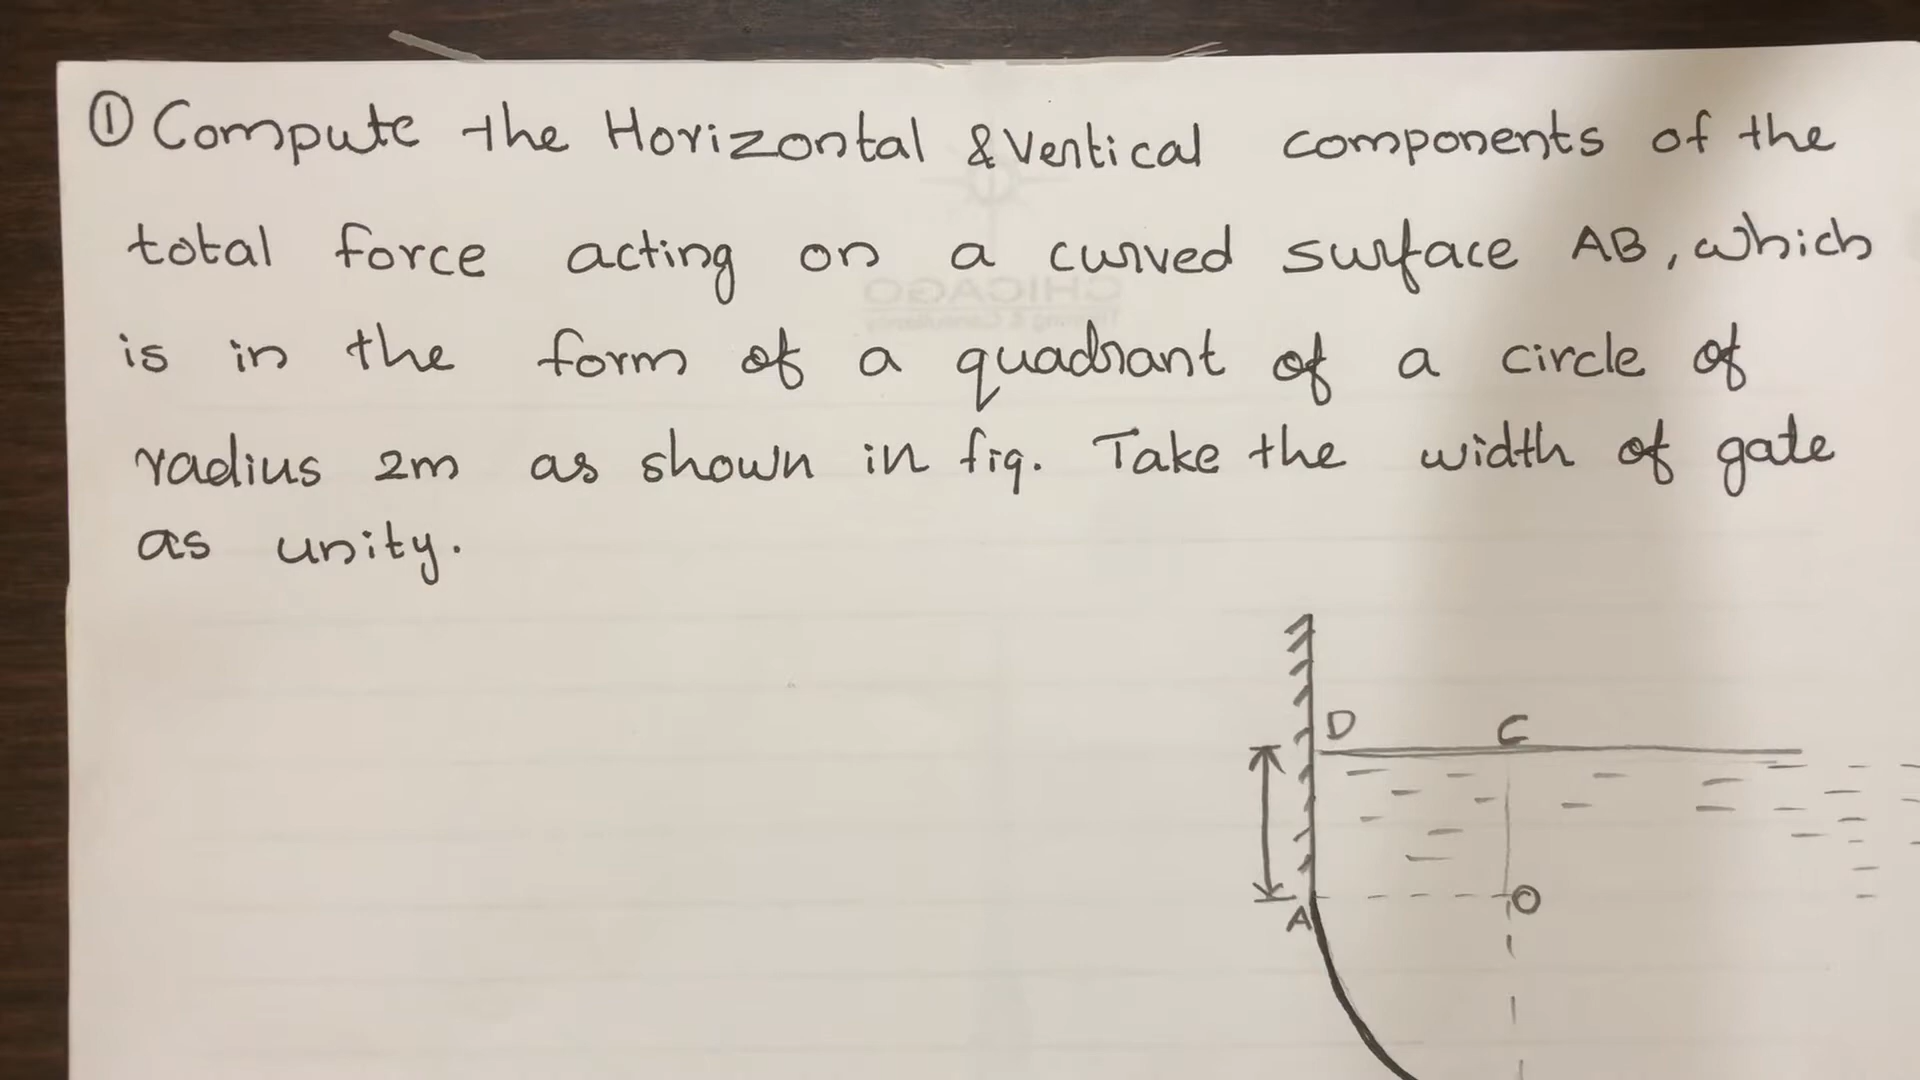 ① Compute the Horizontal & Vertical components of the
total force acting on a curved surface AB, which
is in the form of a quadrant of a circle of
radius 2m as shown in fig. Take the width of gate
as unity.
D C
A O
CHICAGO